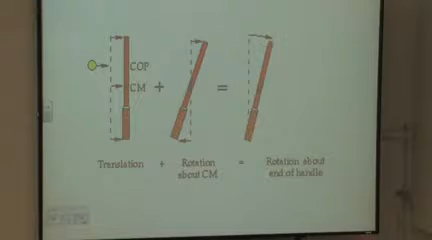 COP
CM
+
=
Translation + Rotation about CM = Rotation about end of handle